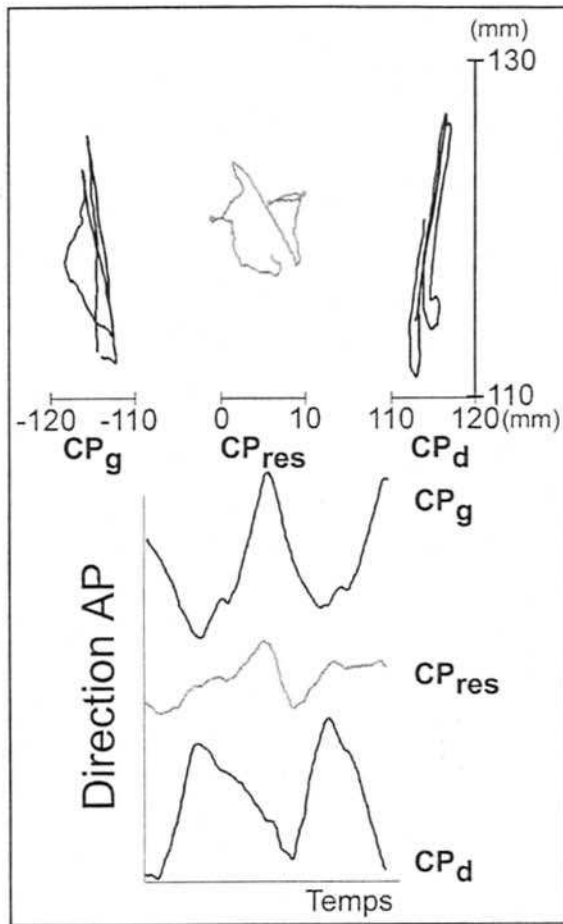 (mm)
130
110
-120 -110 0 10 110 120 (mm)
CPg CPres CPd
CPg
CPres
CPd
Direction AP
Temps